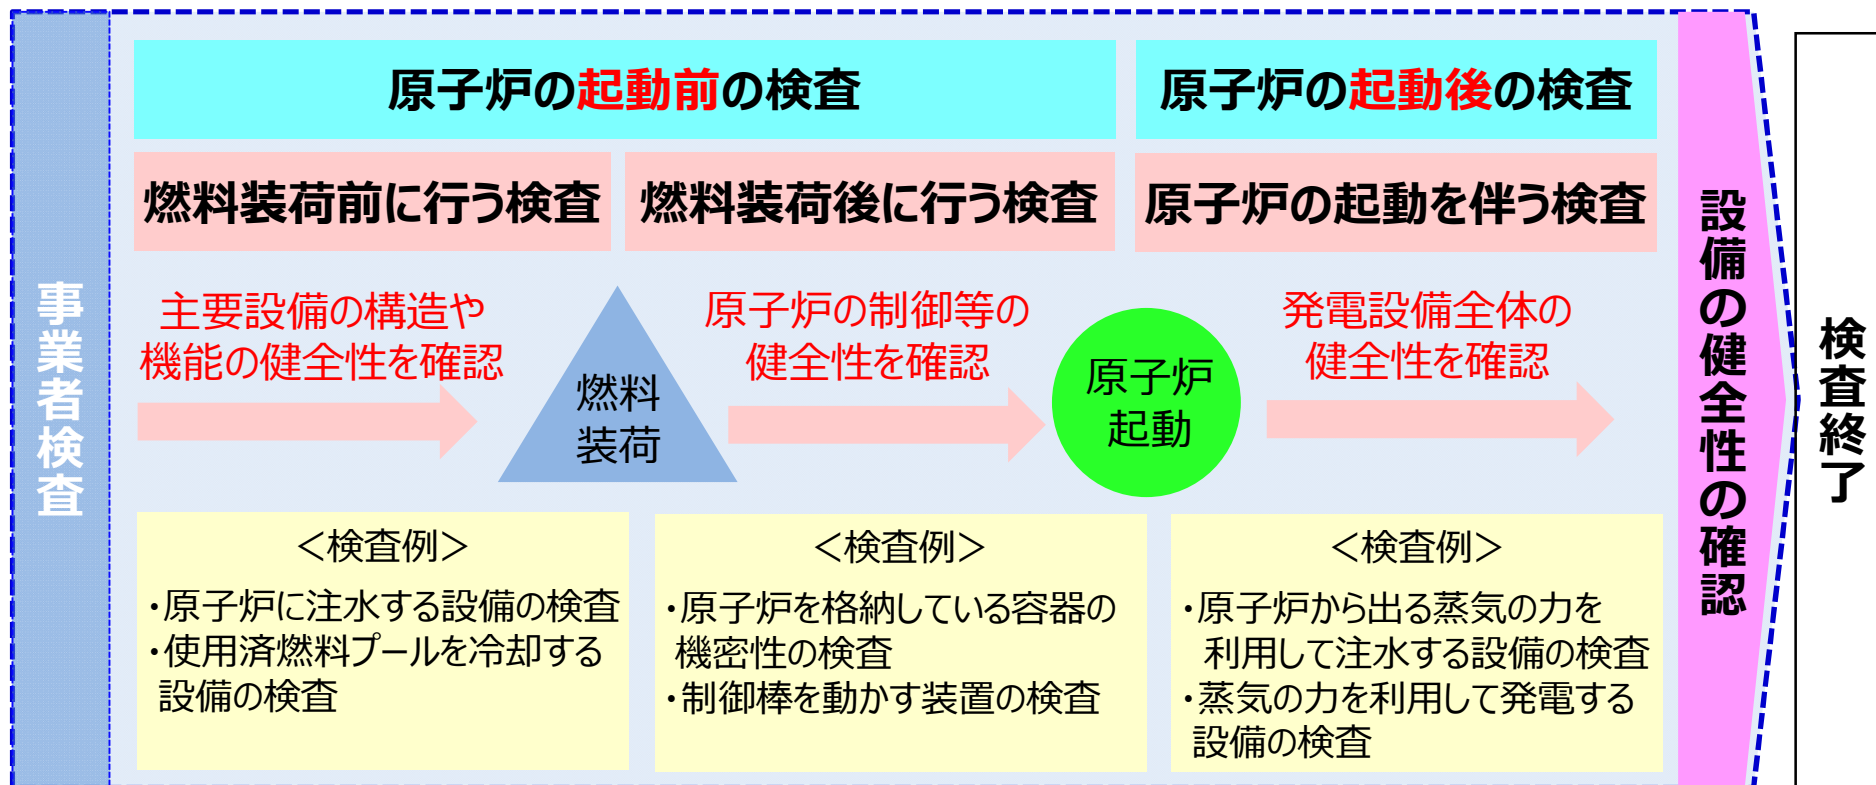 事業者検査
原子炉の起動前の検査
原子炉の起動後の検査
燃料装荷前に行う検査
燃料装荷後に行う検査
原子炉の起動を伴う検査
主要設備の構造や
機能の健全性を確認
燃料
装荷
原子炉の制御等の
健全性を確認
原子炉
起動
発電設備全体の
健全性を確認
＜検査例＞
・原子炉に注水する設備の検査
・使用済燃料プールを冷却する
設備の検査
＜検査例＞
・原子炉を格納している容器の
機密性の検査
・制御棒を動かす装置の検査
＜検査例＞
・原子炉から出る蒸気の力を
利用して注水する設備の検査
・蒸気の力を利用して発電する
設備の検査
設備の健全性の確認
検査終了